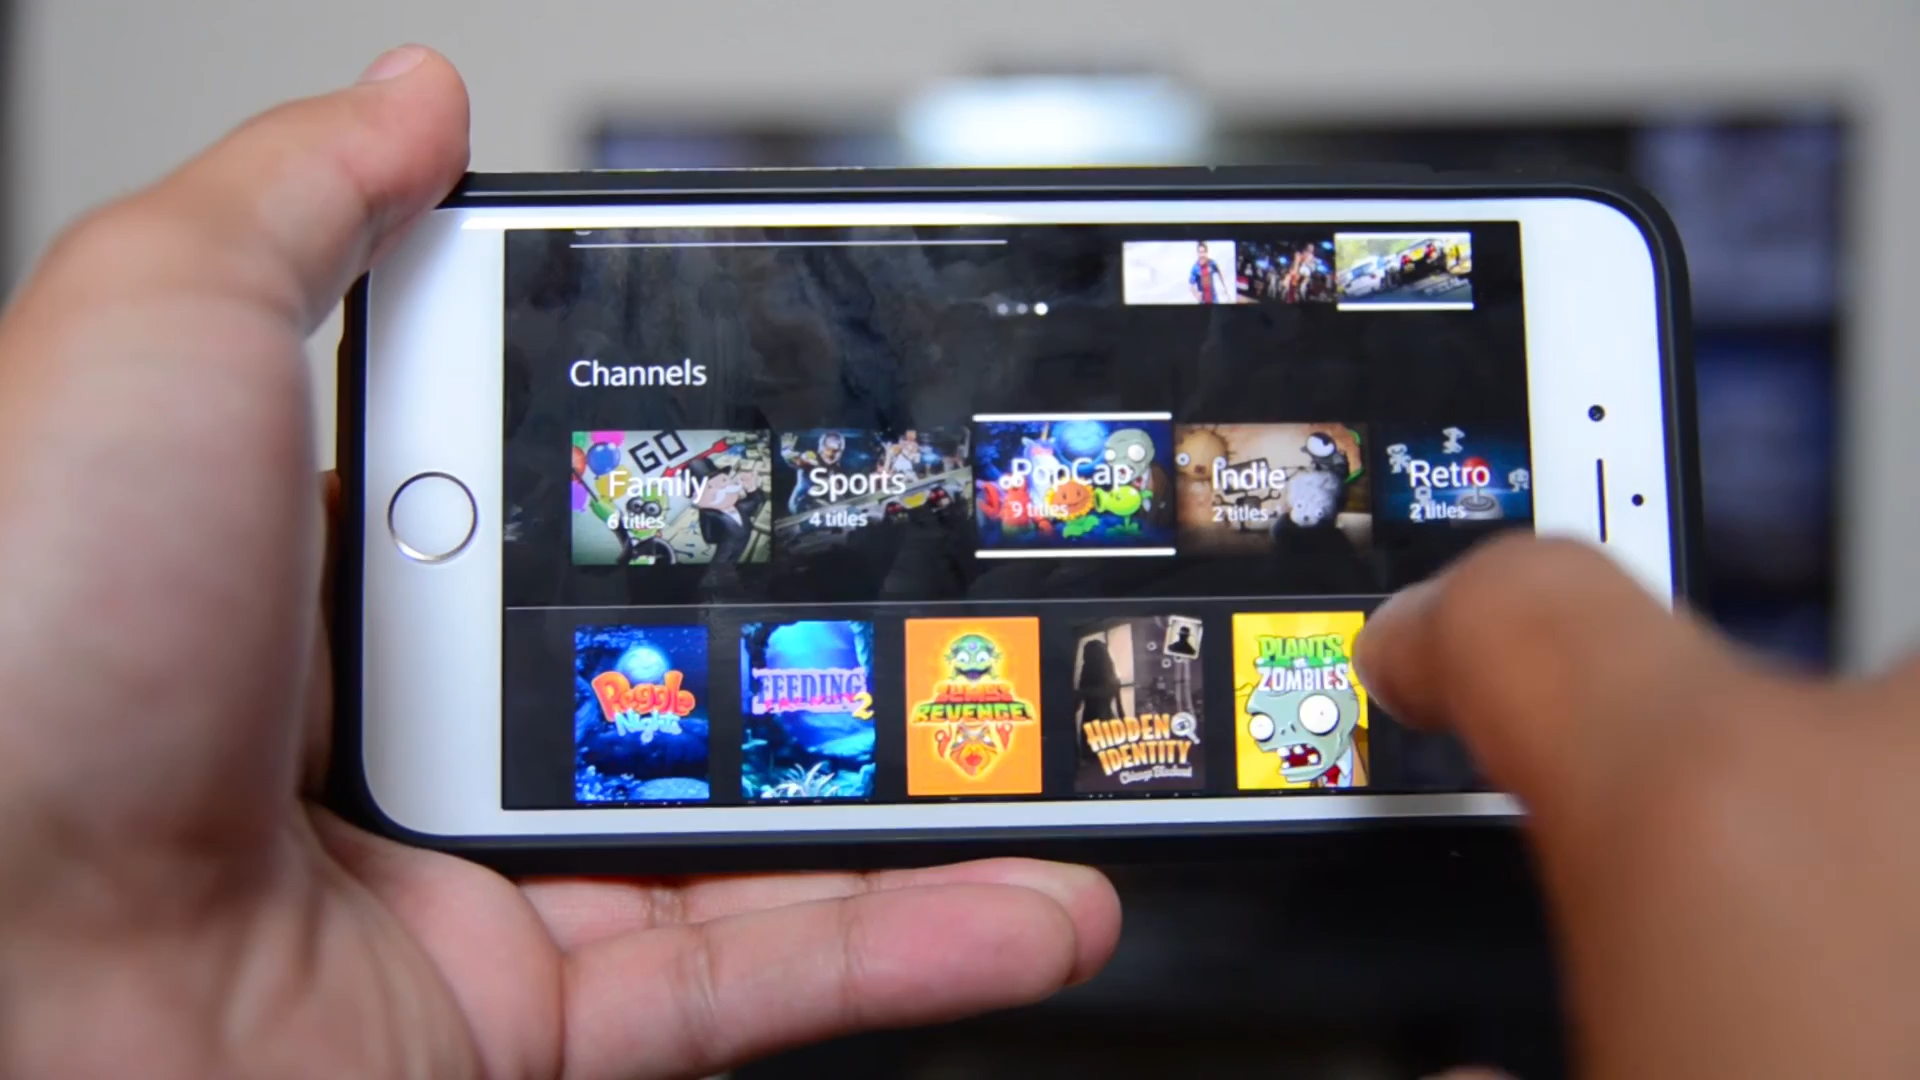 Channels
GO
Family
6 titles
Sports
4 titles
PopCap
9 titles
Indie
2 titles
Retro
2 titles
Peggle
Nights
FEEDING
2
REVENGE
HIDDEN
IDENTITY
PLANTS
ZOMBIES